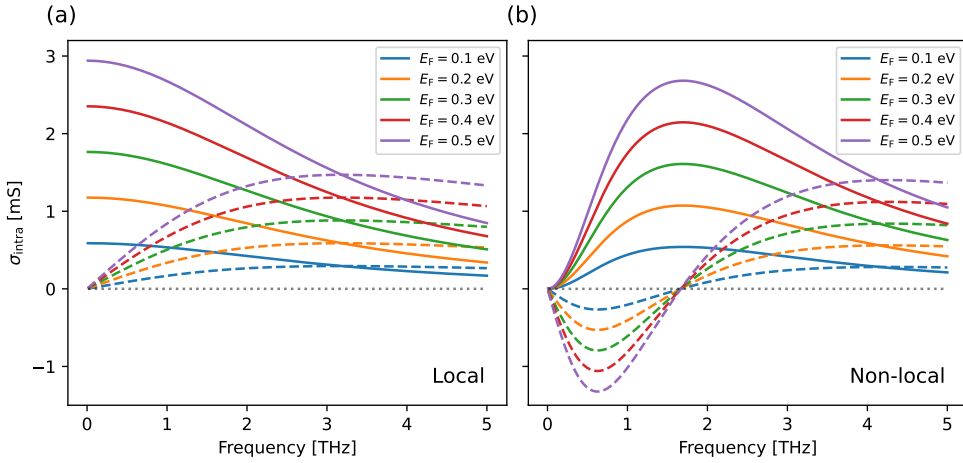 (a)
(b)
3
2
1
0
−1
σintra [mS]
EF = 0.1 eV
EF = 0.2 eV
EF = 0.3 eV
EF = 0.4 eV
EF = 0.5 eV
Local
0 1 2 3 4 5
Frequency [THz]
EF = 0.1 eV
EF = 0.2 eV
EF = 0.3 eV
EF = 0.4 eV
EF = 0.5 eV
Non-local
0 1 2 3 4 5
Frequency [THz]